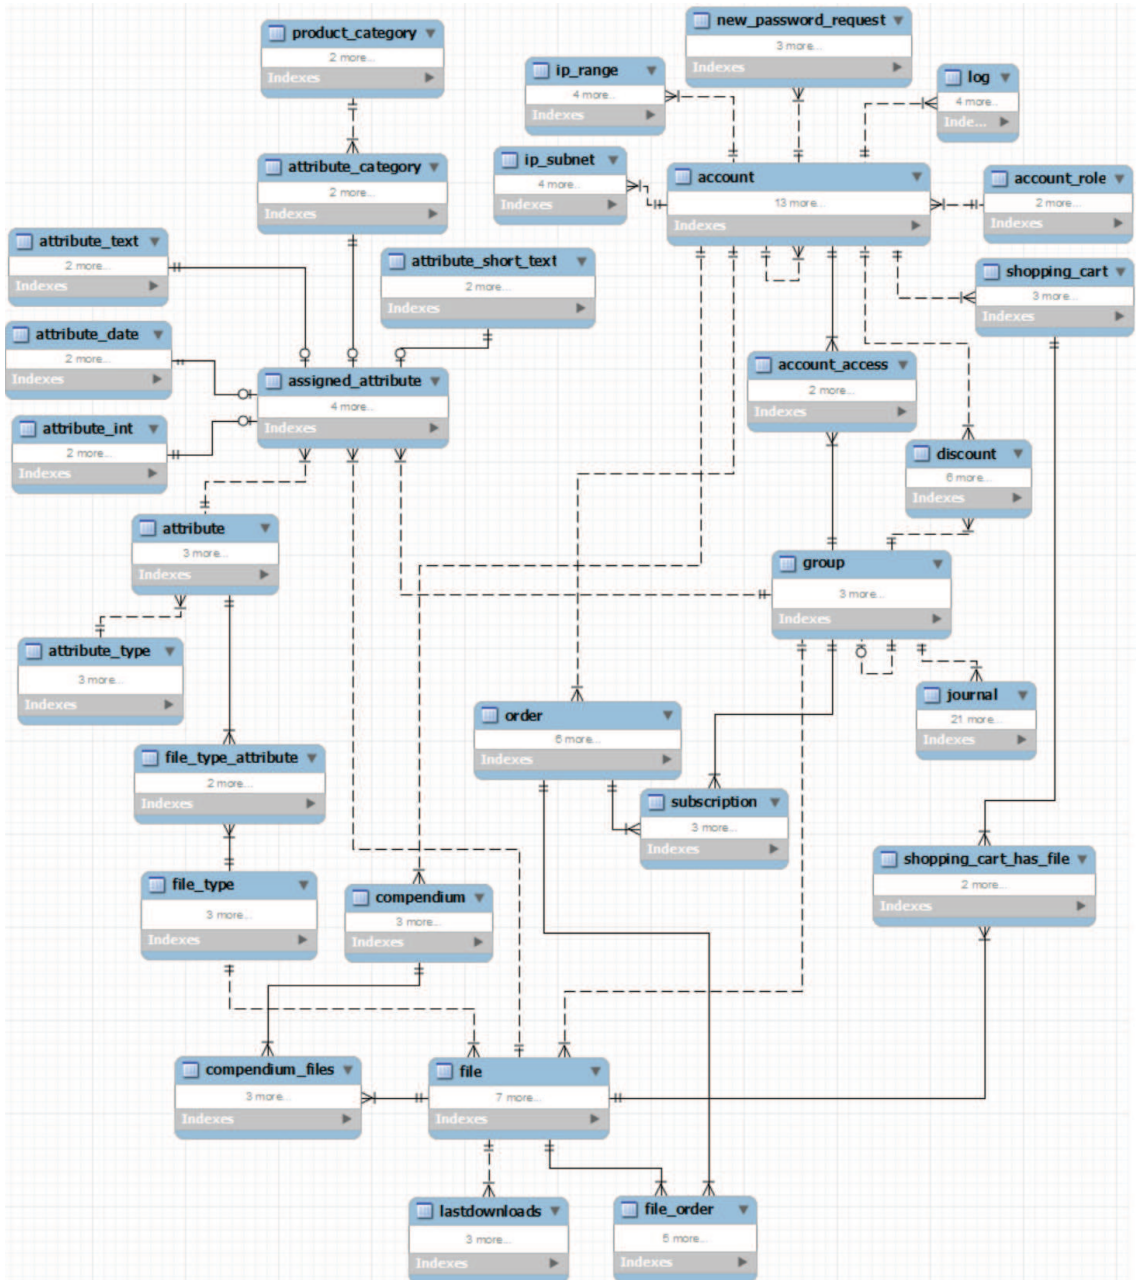 product_category
2 more...
Indexes
new_password_request
3 more...
Indexes
ip_range
4 more...
Indexes
log
4 more...
Inde...
attribute_category
2 more...
Indexes
ip_subnet
4 more...
Indexes
account
13 more...
Indexes
account_role
2 more...
Indexes
attribute_text
2 more...
Indexes
attribute_short_text
2 more...
Indexes
shopping_cart
3 more...
Indexes
attribute_date
2 more...
Indexes
assigned_attribute
4 more...
Indexes
account_access
2 more...
Indexes
attribute_int
2 more...
Indexes
discount
6 more...
Indexes
attribute
3 more...
Indexes
group
3 more...
Indexes
attribute_type
3 more...
Indexes
journal
21 more...
Indexes
order
6 more...
Indexes
file_type_attribute
2 more...
Indexes
subscription
3 more...
Indexes
shopping_cart_has_file
2 more...
Indexes
file_type
3 more...
Indexes
compendium
3 more...
Indexes
compendium_files
3 more...
Indexes
file
7 more...
Indexes
lastdownloads
3 more...
Indexes
file_order
5 more...
Indexes